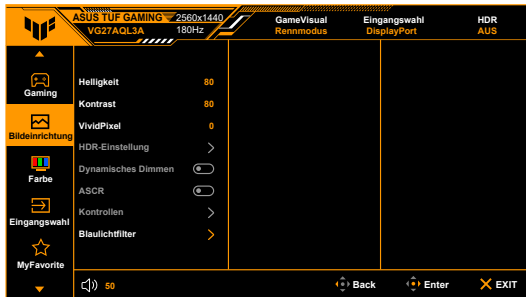 ASUS TUF GAMING 2560x1440
VG27AQL3A 180Hz
GameVisual
Rennmodus
Eingangswahl
DisplayPort
HDR
AUS
Gaming
Bildeinrichtung
Farbe
Eingangswahl
MyFavorite
Helligkeit 80
Kontrast 80
VividPixel 0
HDR-Einstellung
Dynamisches Dimmen
ASCR
Kontrollen
Blaulichtfilter
50
Back
Enter
EXIT